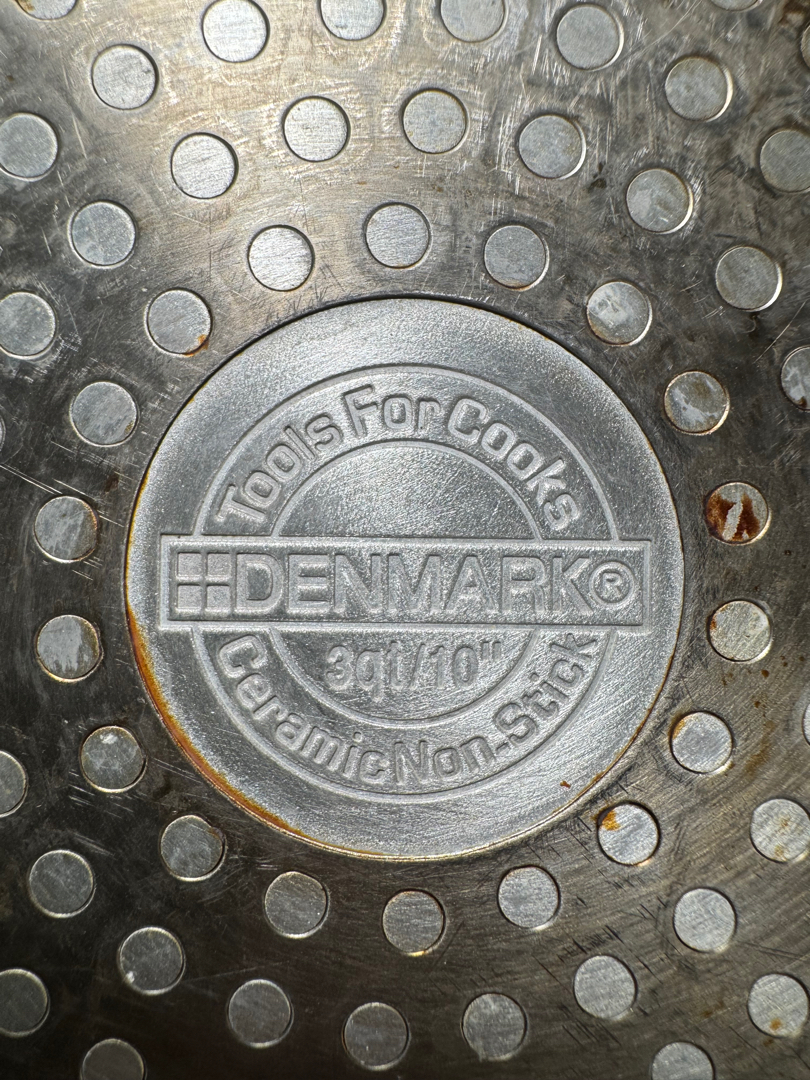 Tools For Cooks
DENMARK®
3qt/10"
Ceramic Non-Stick